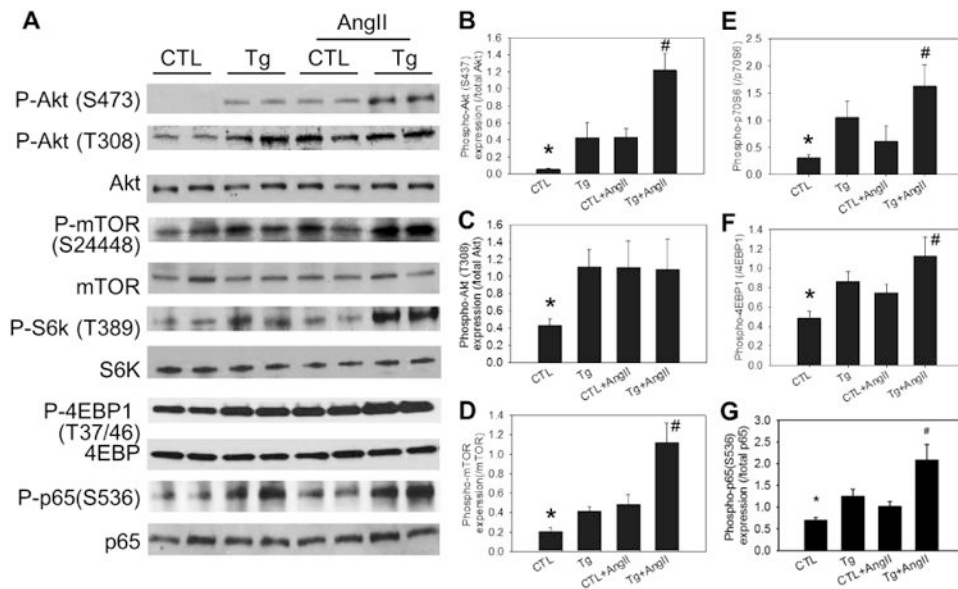 A
AngII
CTL Tg CTL Tg
P-Akt (S473)
P-Akt (T308)
Akt
P-mTOR
(S24448)
mTOR
P-S6k (T389)
S6K
P-4EBP1
(T37/46)
4EBP
P-p65(S536)
p65
B
Phospho-Akt (S437)
expression (/total Akt)
1.6
1.4
1.2
1.0
0.8
0.6
0.4
0.2
0
*
#
CTL
Tg
CTL+AngII
Tg+AngII
C
Phospho-Akt (T308)
expression (/total Akt)
1.6
1.4
1.2
1.0
0.8
0.6
0.4
0.2
0
*
CTL
Tg
CTL+AngII
Tg+AngII
D
Phospho-mTOR
(/mTOR)
1.4
1.2
1.0
0.8
0.6
0.4
0.2
0
*
#
CTL
Tg
CTL+AngII
Tg+AngII
E
Phospho-p70S6 (/p70S6)
2.5
2.0
1.5
1.0
0.5
0.0
*
#
CTL
Tg
CTL+AngII
Tg+AngII
F
Phospho-4EBP1 (/4EBP1)
1.4
1.2
1.0
0.8
0.6
0.4
0.2
0
*
#
CTL
Tg
CTL+AngII
Tg+AngII
G
Phospho-p65(S536)
expression (/total p65)
3.0
2.5
2.0
1.5
1.0
0.5
0.0
*
#
CTL
Tg
CTL+AngII
Tg+AngII